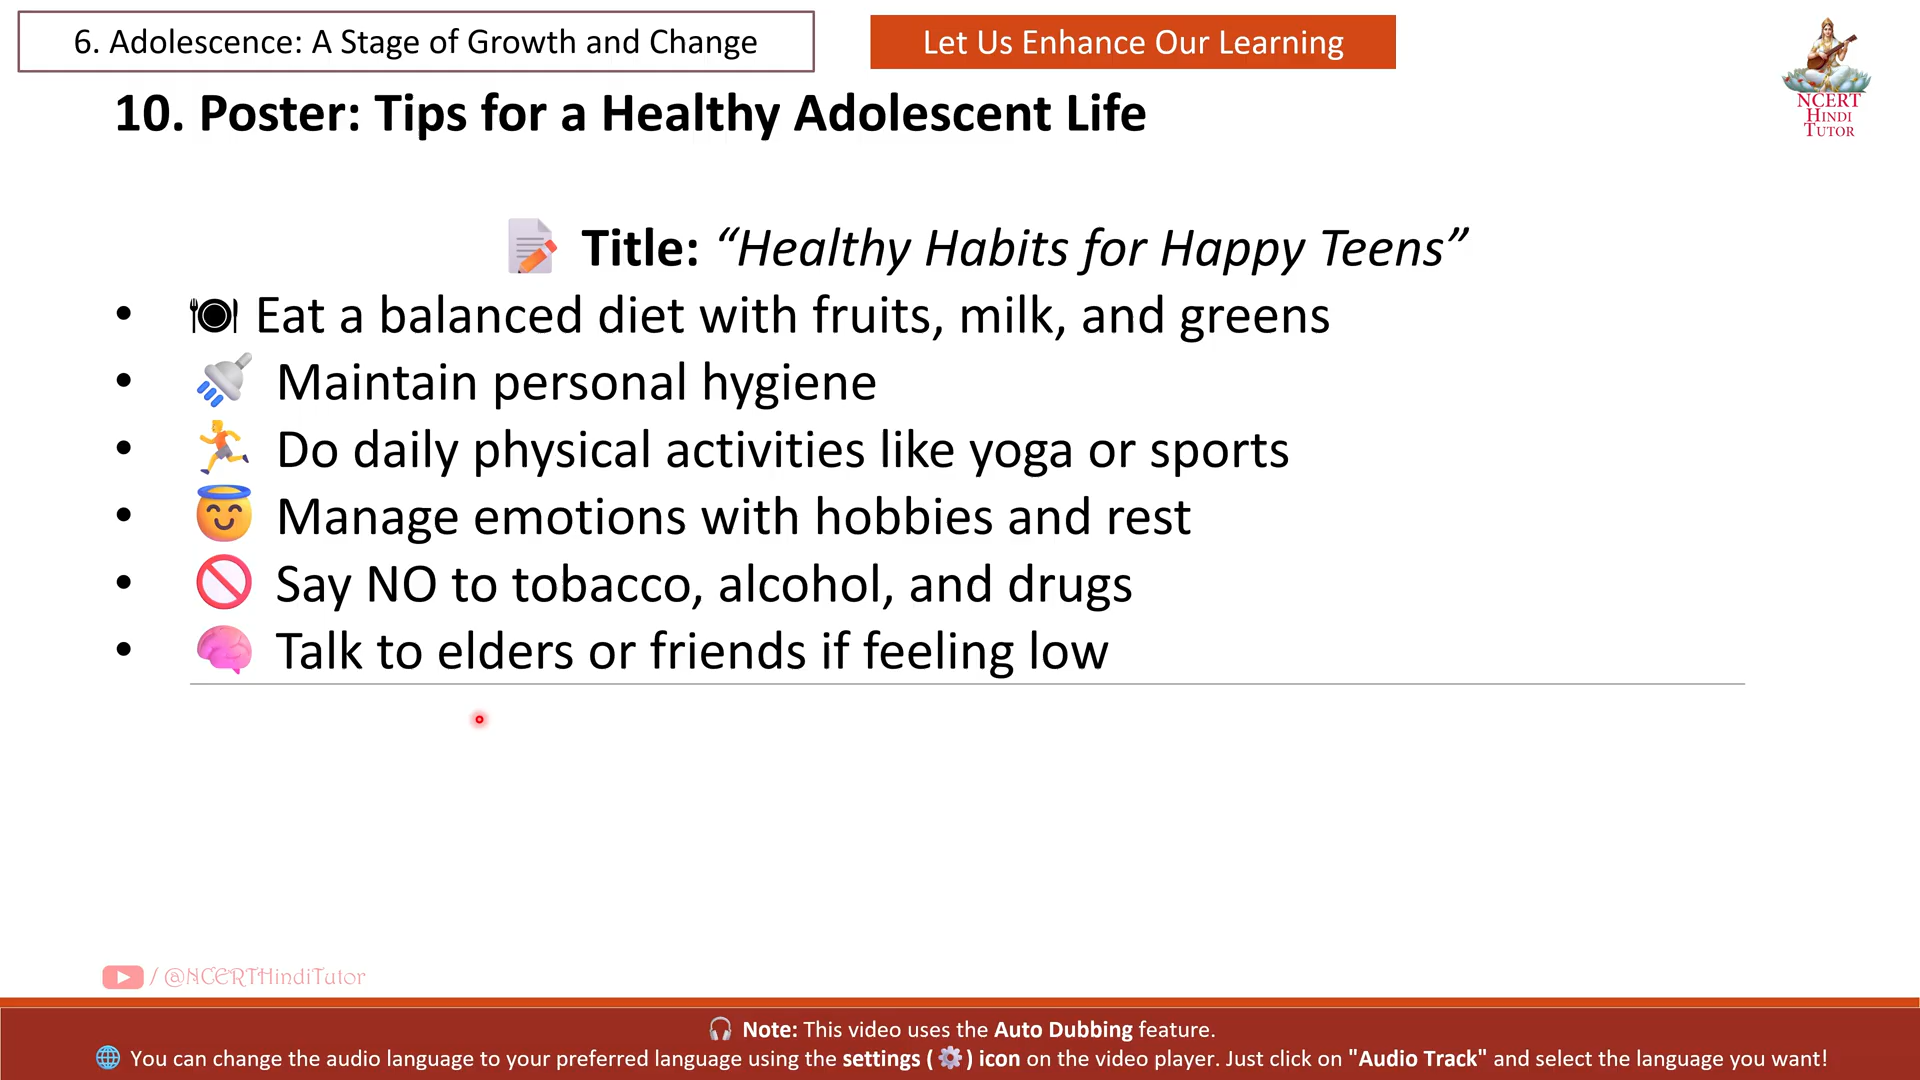 6. Adolescence: A Stage of Growth and Change
Let Us Enhance Our Learning
NCERT
HINDI
TUTOR
10. Poster: Tips for a Healthy Adolescent Life
Title: “Healthy Habits for Happy Teens”
• Eat a balanced diet with fruits, milk, and greens
• Maintain personal hygiene
• Do daily physical activities like yoga or sports
• Manage emotions with hobbies and rest
• Say NO to tobacco, alcohol, and drugs
• Talk to elders or friends if feeling low
/ @NCERTHindiTutor
Note: This video uses the Auto Dubbing feature.
You can change the audio language to your preferred language using the settings ( ⚙ ) icon on the video player. Just click on "Audio Track" and select the language you want!